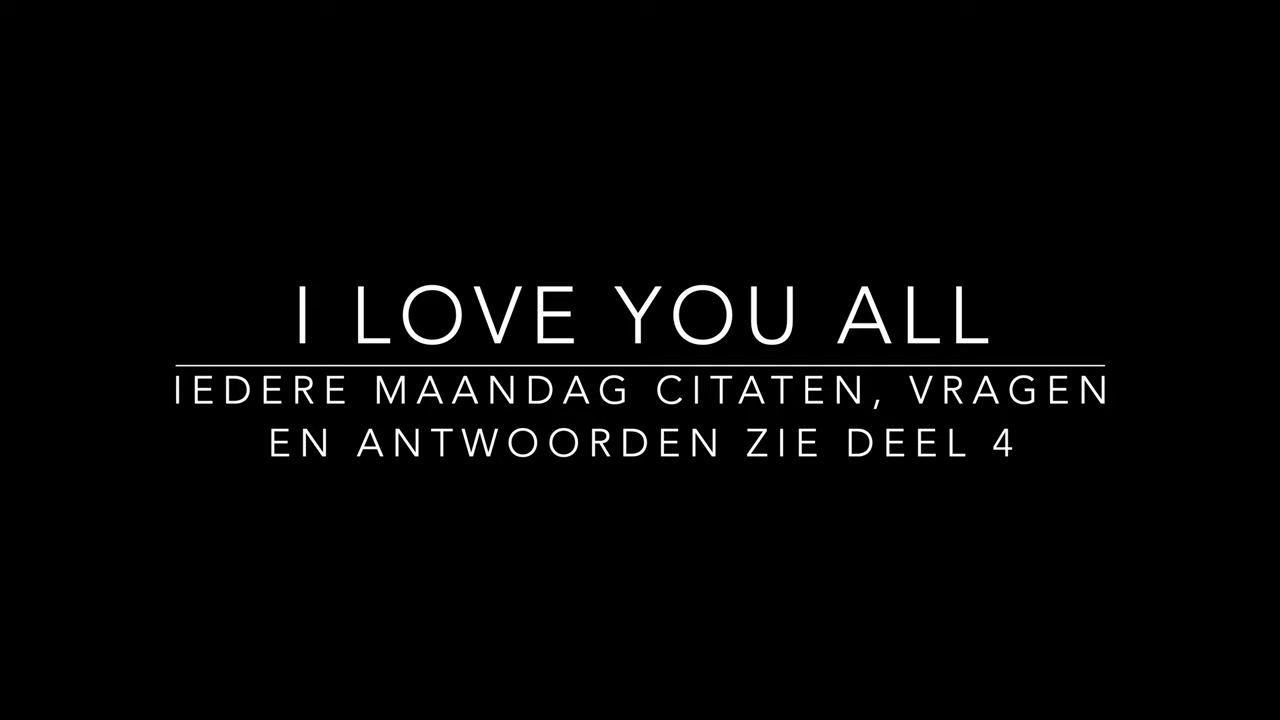 I LOVE YOU ALL
IEDERE MAANDAG CITATEN, VRAGEN
EN ANTWOORDEN ZIE DEEL 4